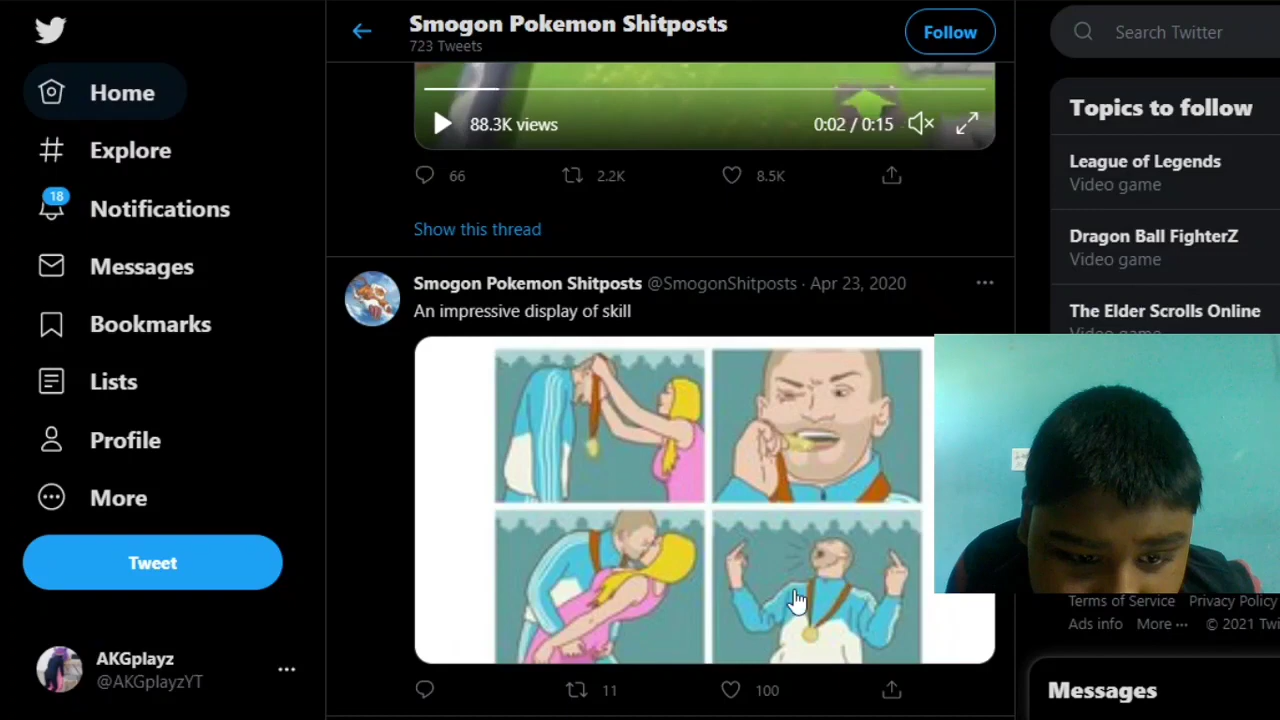 Home
Explore
18
Notifications
Messages
Bookmarks
Lists
Profile
More
Tweet
AKGplayz
@AKGplayzYT
Smogon Pokemon Shitposts
723 Tweets
Follow
88.3K views
0:02 / 0:15
66
2.2K
8.5K
Show this thread
Smogon Pokemon Shitposts @SmogonShitposts · Apr 23, 2020
An impressive display of skill
11
100
Search Twitter
Topics to follow
League of Legends
Video game
Dragon Ball FighterZ
Video game
The Elder Scrolls Online
Video game
Terms of Service Privacy Policy
Ads info More ··· © 2021
Messages